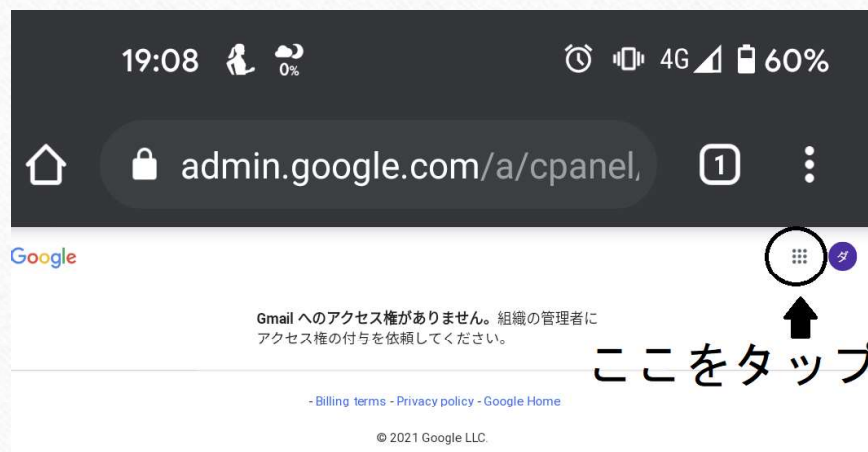 19:08 0% 4G 60%
admin.google.com/a/cpanel/
1
Google ダ
Gmail へのアクセス権がありません。組織の管理者に
アクセス権の付与を依頼してください。
ここをタップ
- Billing terms - Privacy policy - Google Home
© 2021 Google LLC.